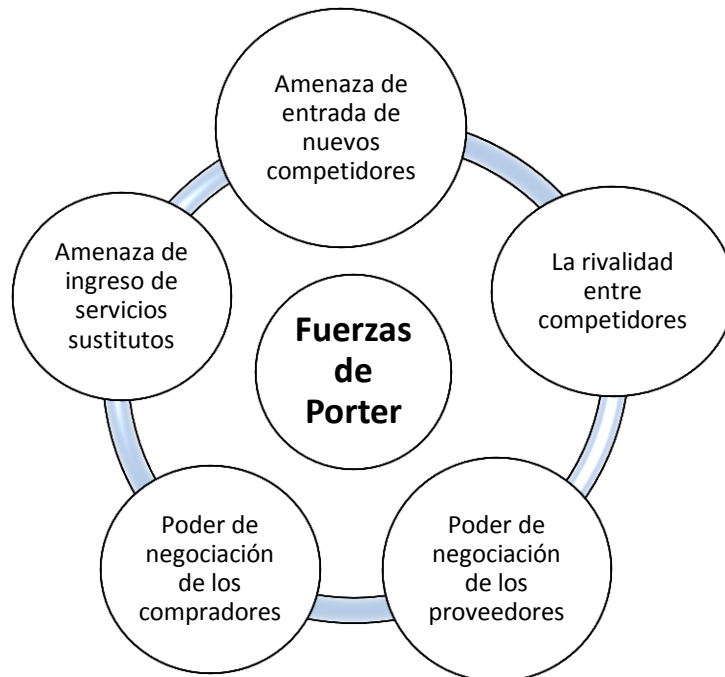 Amenaza de
entrada de
nuevos
competidores
Amenaza de
ingreso de
servicios
sustitutos
La rivalidad
entre
competidores
Fuerzas
de
Porter
Poder de
negociación
de los
compradores
Poder de
negociación
de los
proveedores